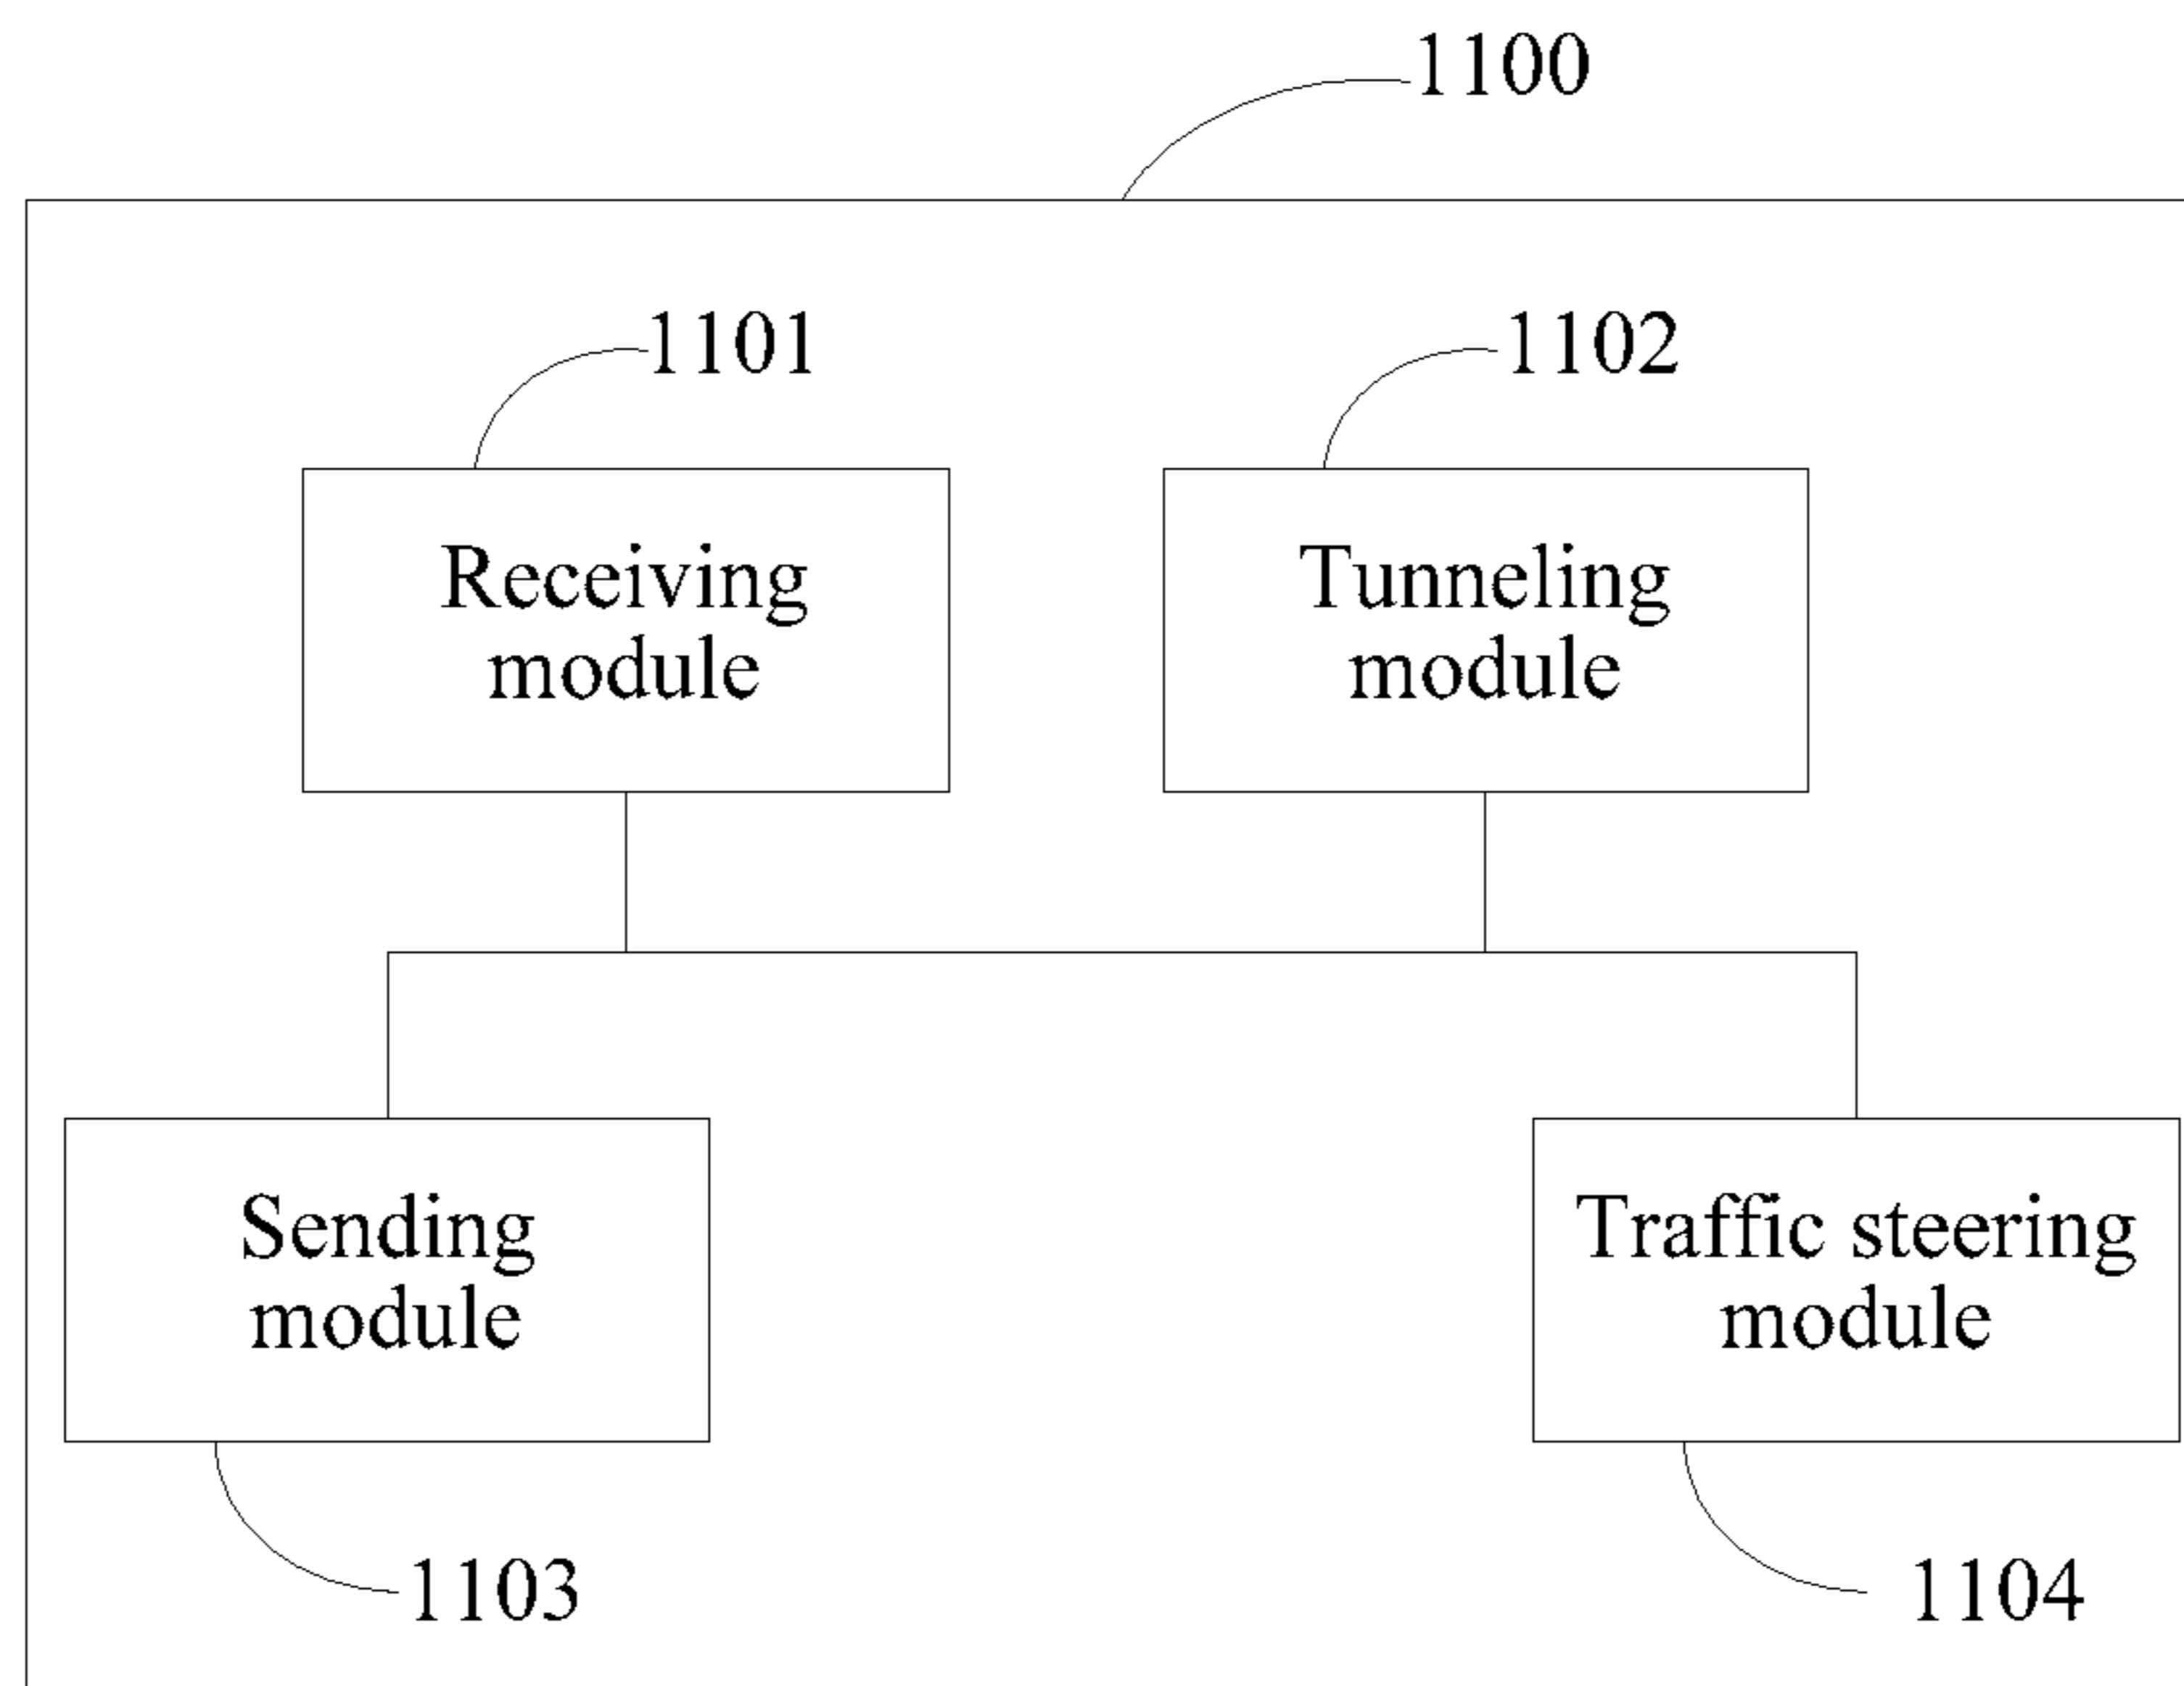 1100
1101
1102
Receiving
module
Tunneling
module
Sending
module
Traffic steering
module
1103
1104